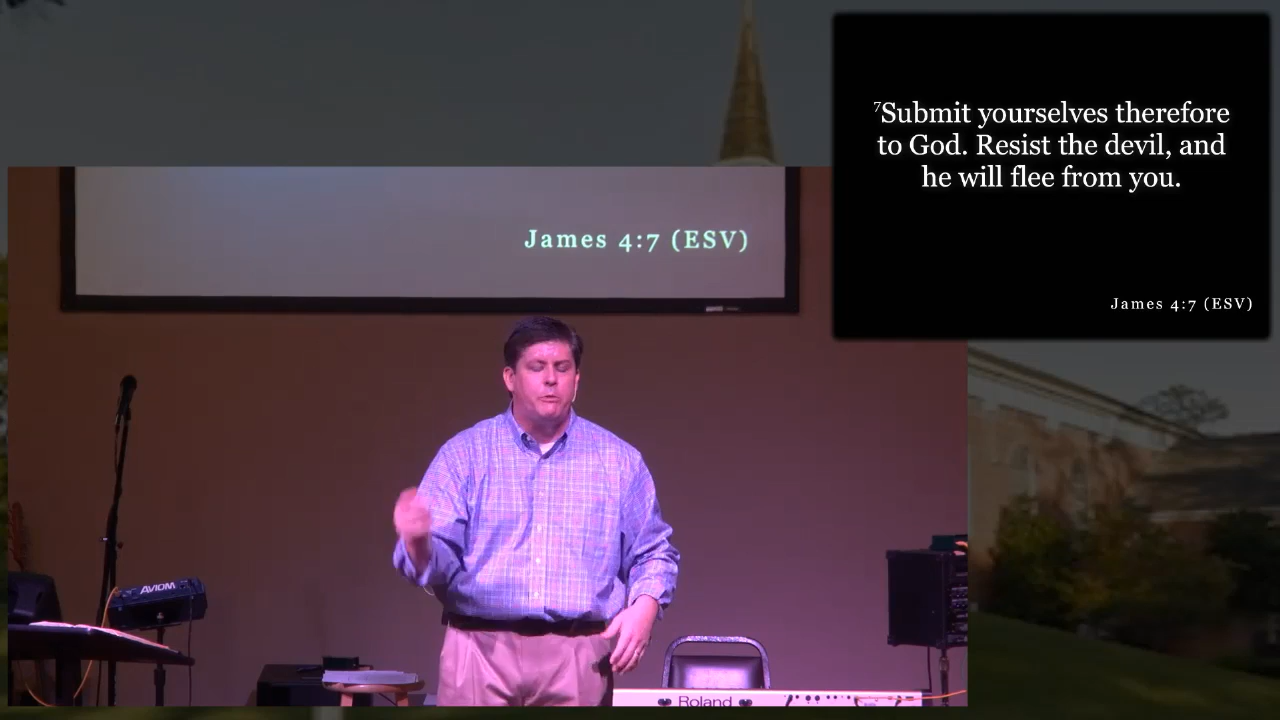 ⁷Submit yourselves therefore
to God. Resist the devil, and
he will flee from you.
James 4:7 (ESV)
James 4:7 (ESV)
AVIOM
Roland